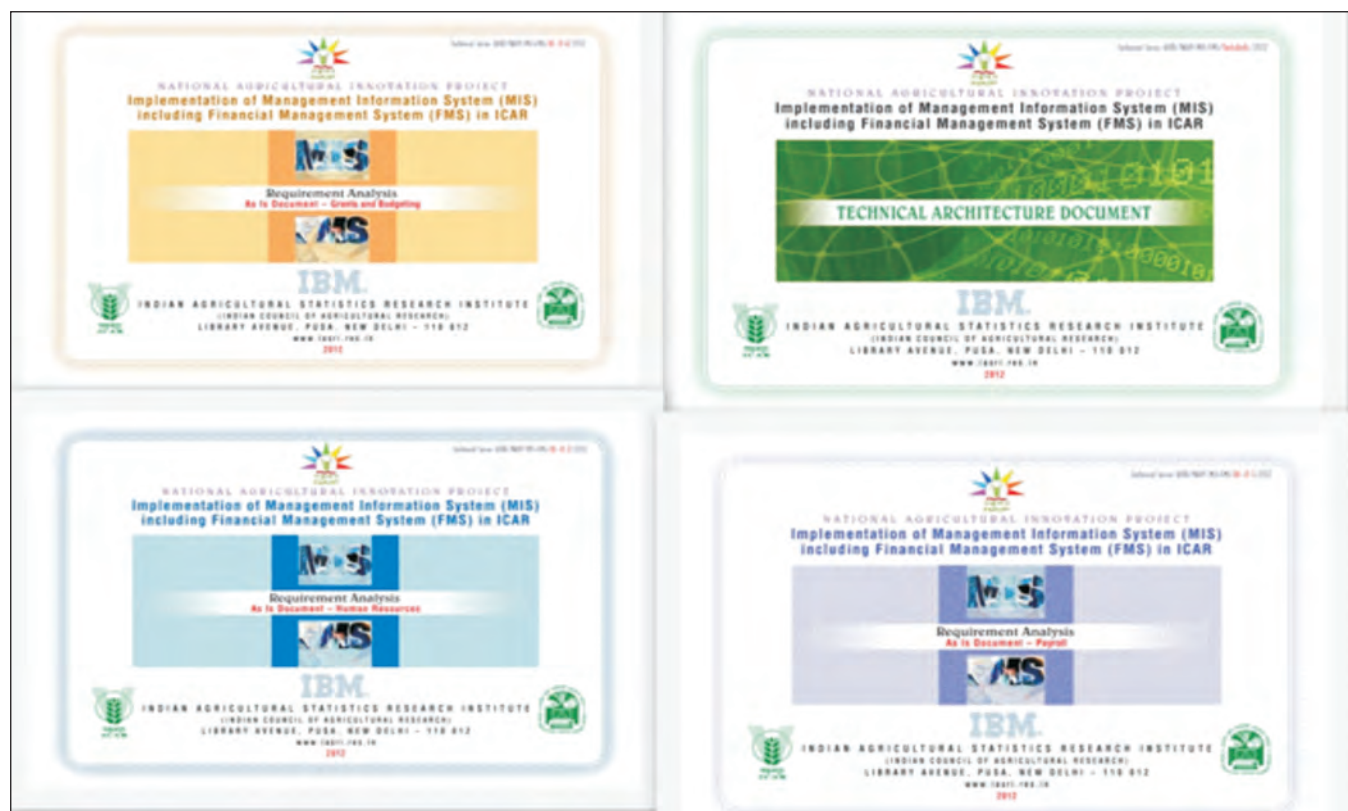 NATIONAL AGRICULTURAL INNOVATION PROJECT
Implementation of Management Information System (MIS)
including Financial Management System (FMS) in ICAR
Requirement Analysis
As Is Document – Grants and Budgeting
IBM.
INDIAN AGRICULTURAL STATISTICS RESEARCH INSTITUTE
(INDIAN COUNCIL OF AGRICULTURAL RESEARCH)
LIBRARY AVENUE, PUSA, NEW DELHI – 110 012
www.iasri.res.in
2012
NATIONAL AGRICULTURAL INNOVATION PROJECT
Implementation of Management Information System (MIS)
including Financial Management System (FMS) in ICAR
TECHNICAL ARCHITECTURE DOCUMENT
IBM.
INDIAN AGRICULTURAL STATISTICS RESEARCH INSTITUTE
(INDIAN COUNCIL OF AGRICULTURAL RESEARCH)
LIBRARY AVENUE, PUSA, NEW DELHI – 110 012
www.iasri.res.in
2012
NATIONAL AGRICULTURAL INNOVATION PROJECT
Implementation of Management Information System (MIS)
including Financial Management System (FMS) in ICAR
Requirement Analysis
As Is Document – Human Resources
IBM.
INDIAN AGRICULTURAL STATISTICS RESEARCH INSTITUTE
(INDIAN COUNCIL OF AGRICULTURAL RESEARCH)
LIBRARY AVENUE, PUSA, NEW DELHI – 110 012
www.iasri.res.in
2012
NATIONAL AGRICULTURAL INNOVATION PROJECT
Implementation of Management Information System (MIS)
including Financial Management System (FMS) in ICAR
Requirement Analysis
As Is Document – Payroll
IBM.
INDIAN AGRICULTURAL STATISTICS RESEARCH INSTITUTE
(INDIAN COUNCIL OF AGRICULTURAL RESEARCH)
LIBRARY AVENUE, PUSA, NEW DELHI – 110 012
www.iasri.res.in
2012